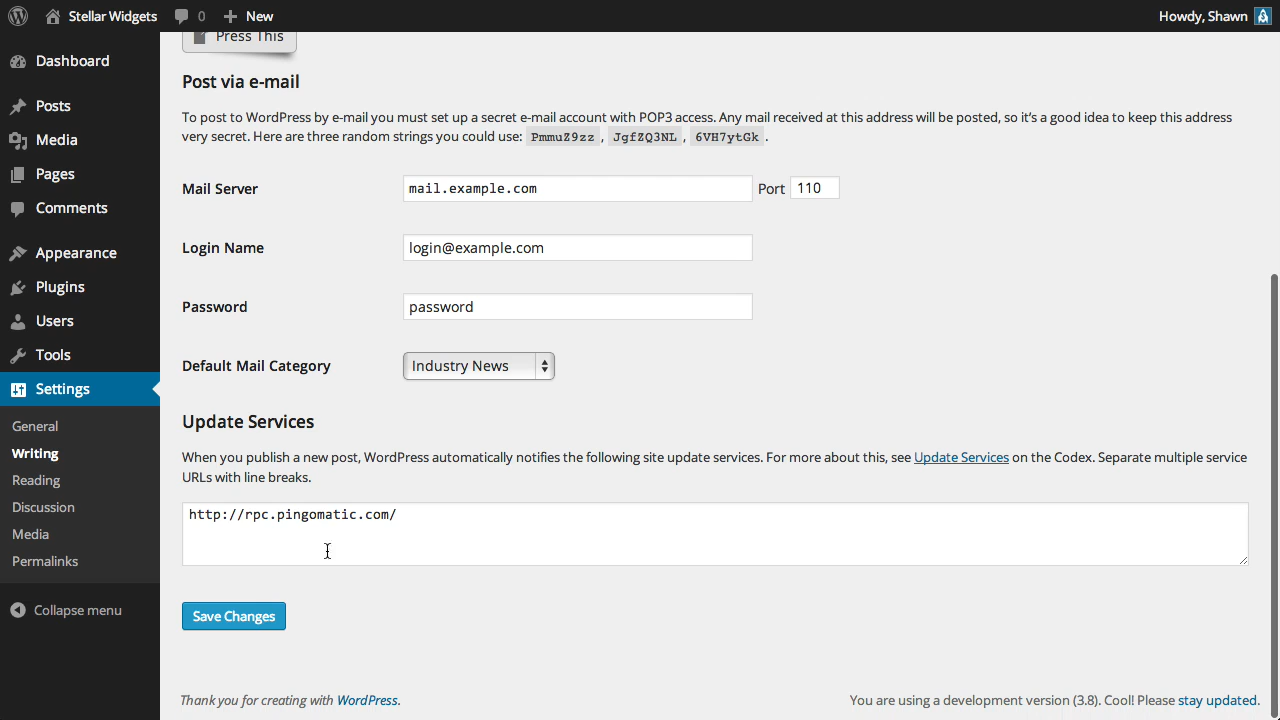 Stellar Widgets 0 New Howdy, Shawn
Dashboard
Posts
Media
Pages
Comments
Appearance
Plugins
Users
Tools
Settings
General
Writing
Reading
Discussion
Media
Permalinks
Collapse menu
Press This
Post via e-mail
To post to WordPress by e-mail you must set up a secret e-mail account with POP3 access. Any mail received at this address will be posted, so it's a good idea to keep this address
very secret. Here are three random strings you could use: PmmuZ9zz , JgfZQ3NL , 6VH7ytGk .
Mail Server mail.example.com Port 110
Login Name login@example.com
Password password
Default Mail Category Industry News
Update Services
When you publish a new post, WordPress automatically notifies the following site update services. For more about this, see Update Services on the Codex. Separate multiple service
URLs with line breaks.
http://rpc.pingomatic.com/
Save Changes
Thank you for creating with WordPress. You are using a development version (3.8). Cool! Please stay updated.